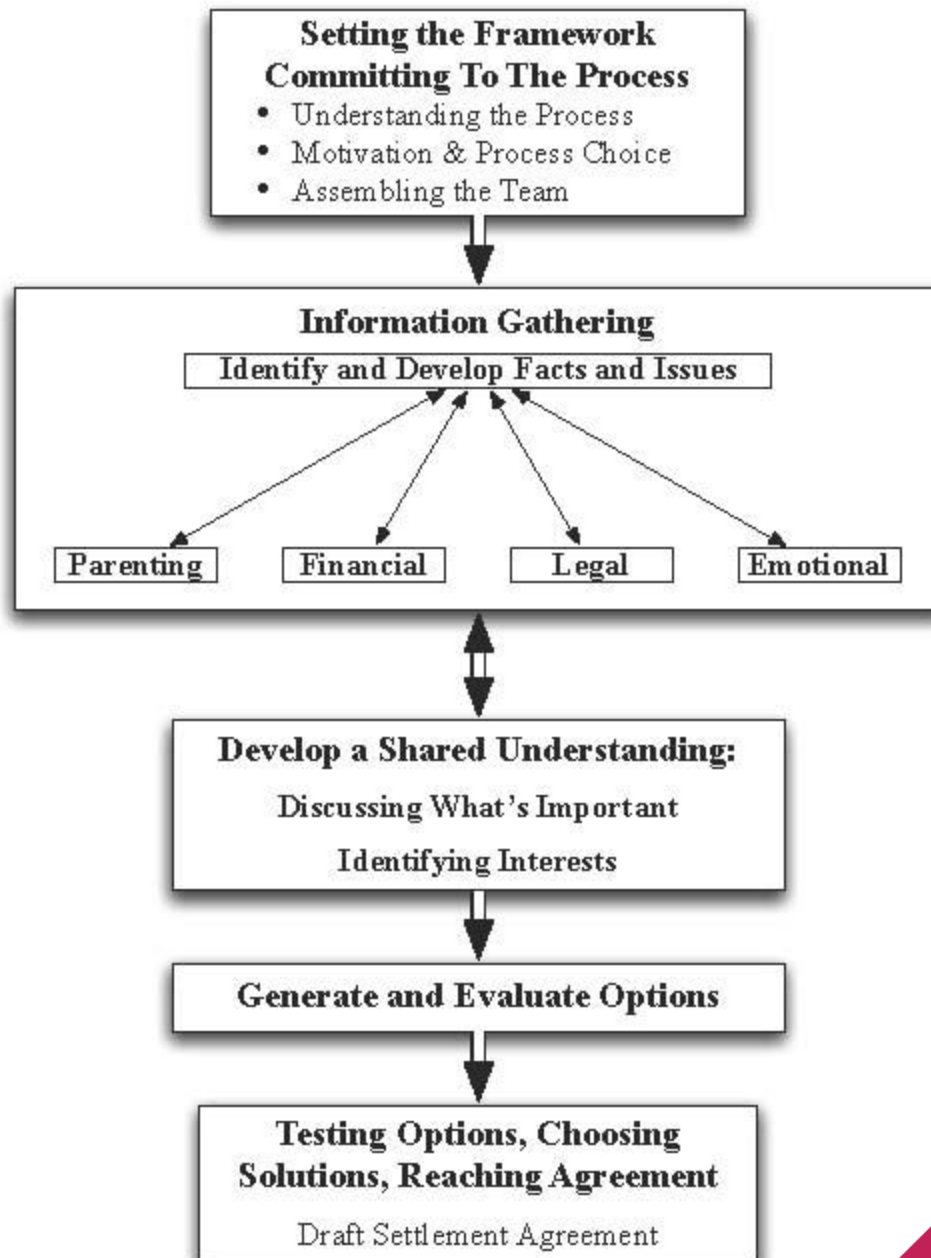 Setting the Framework
Committing To The Process
• Understanding the Process
• Motivation & Process Choice
• Assembling the Team
Information Gathering
Identify and Develop Facts and Issues
Parenting
Financial
Legal
Emotional
Develop a Shared Understanding:
Discussing What's Important
Identifying Interests
Generate and Evaluate Options
Testing Options, Choosing
Solutions, Reaching Agreement
Draft Settlement Agreement